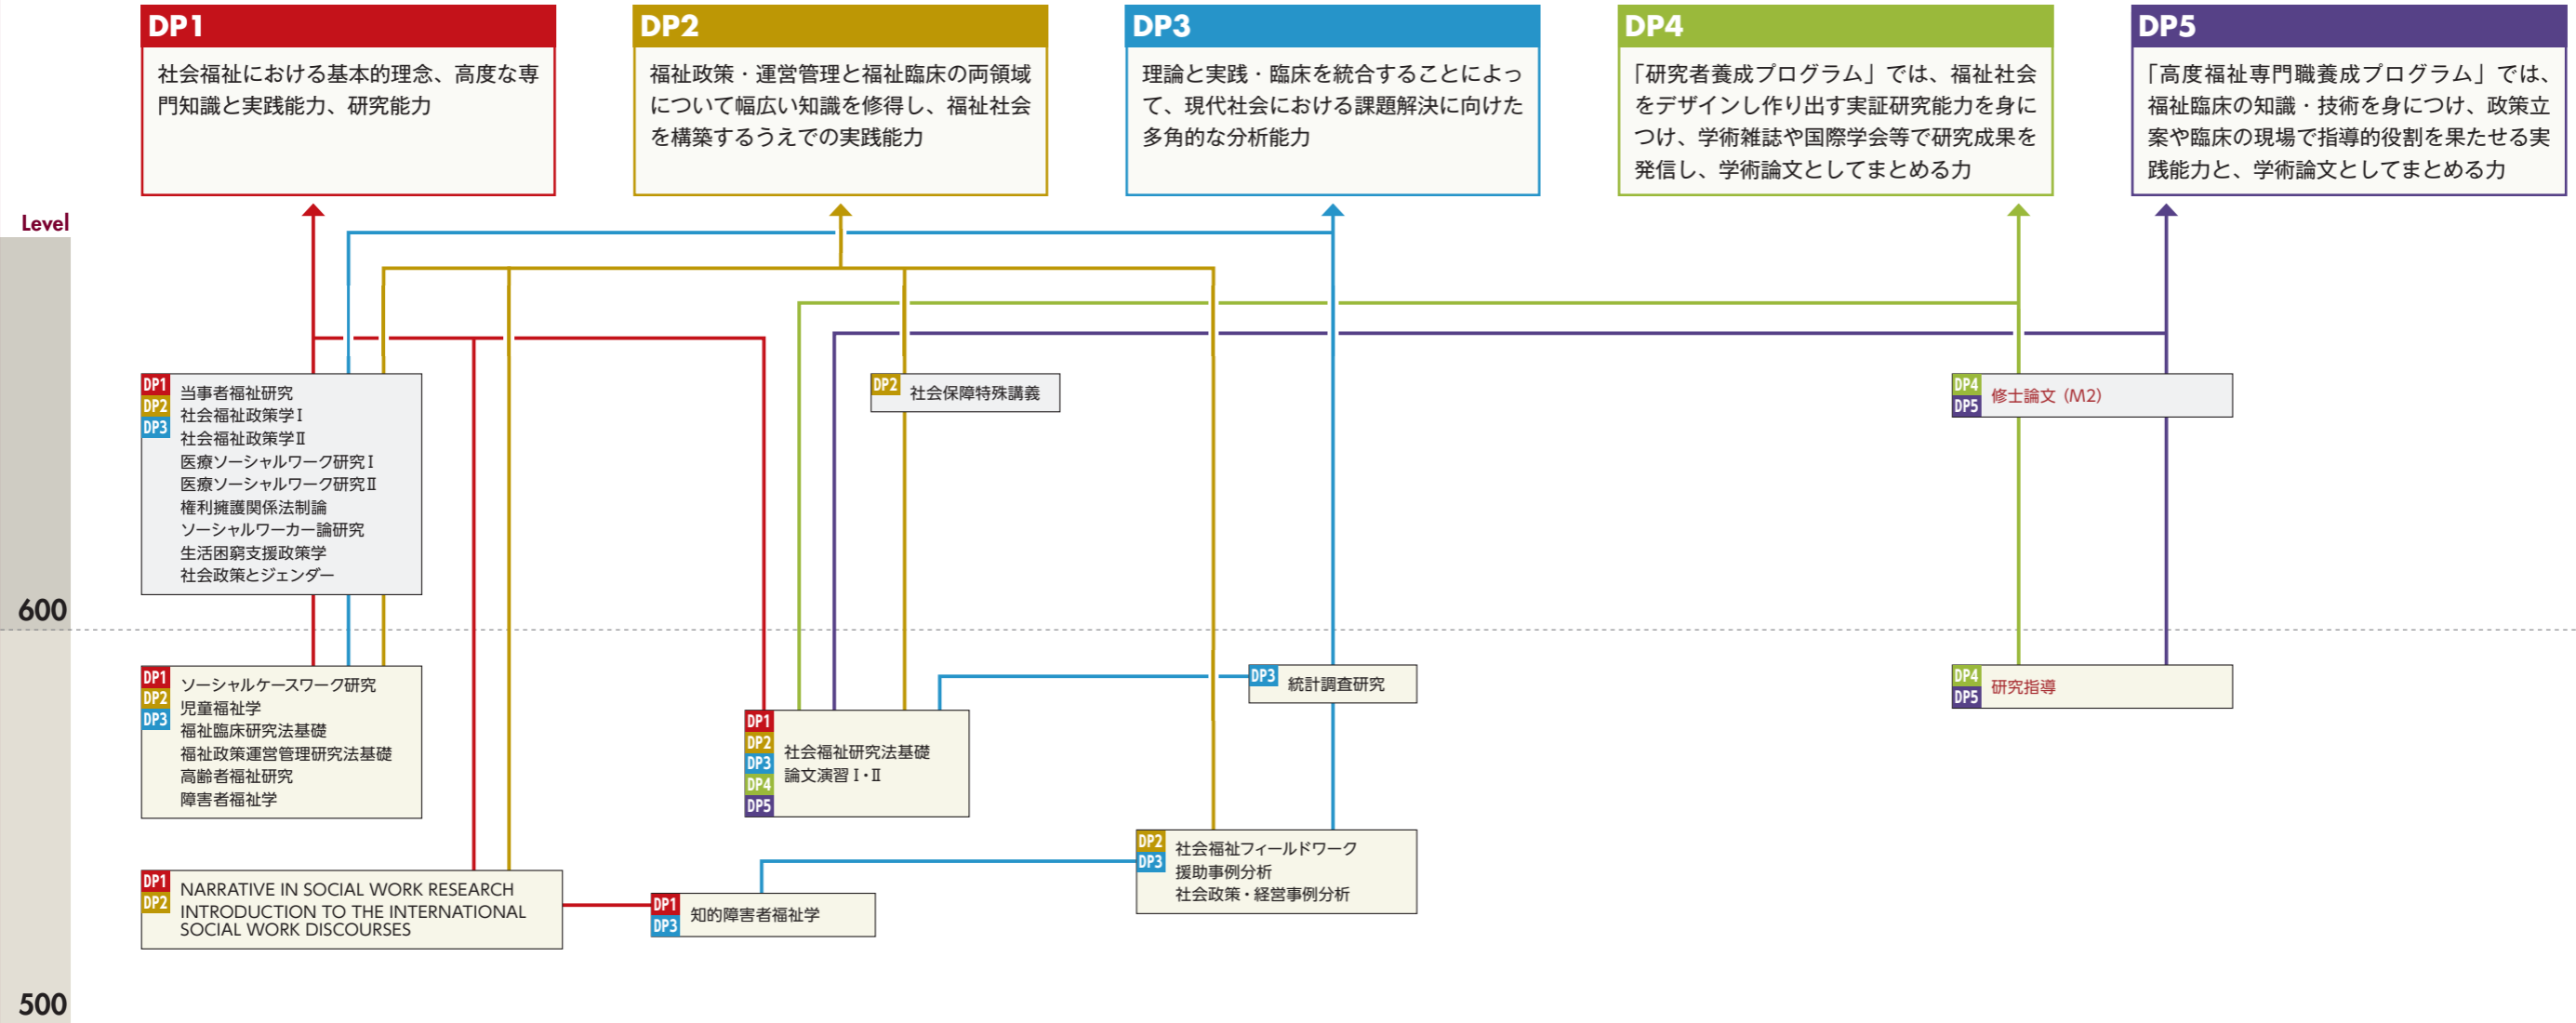 DP1
社会福祉における基本的理念、高度な専
門知識と実践能力、研究能力
DP2
福祉政策・運営管理と福祉臨床の両領域
について幅広い知識を修得し、福祉社会
を構築するうえでの実践能力
DP3
理論と実践・臨床を統合することによっ
て、現代社会における課題解決に向けた
多角的な分析能力
DP4
「研究者養成プログラム」では、福祉社会
をデザインし作り出す実証研究能力を身に
つけ、学術雑誌や国際学会等で研究成果を
発信し、学術論文としてまとめる力
DP5
「高度福祉専門職養成プログラム」では、
福祉臨床の知識・技術を身につけ、政策立
案や臨床の現場で指導的役割を果たせる実
践能力と、学術論文としてまとめる力
Level
DP1
DP2
DP3
当事者福祉研究
社会福祉政策学Ⅰ
社会福祉政策学Ⅱ
医療ソーシャルワーク研究Ⅰ
医療ソーシャルワーク研究Ⅱ
権利擁護関係法制論
ソーシャルワーカー論研究
生活困窮支援政策学
社会政策とジェンダー
DP2
社会保障特殊講義
DP4
DP5
修士論文（M2）
600
DP1
DP2
DP3
ソーシャルケースワーク研究
児童福祉学
福祉臨床研究法基礎
福祉政策運営管理研究法基礎
高齢者福祉研究
障害者福祉学
DP1
DP2
DP3
DP4
DP5
社会福祉研究法基礎
論文演習Ⅰ・Ⅱ
DP3
統計調査研究
DP4
DP5
研究指導
DP1
DP2
NARRATIVE IN SOCIAL WORK RESEARCH
INTRODUCTION TO THE INTERNATIONAL
SOCIAL WORK DISCOURSES
DP1
DP3
知的障害者福祉学
DP2
DP3
社会福祉フィールドワーク
援助事例分析
社会政策・経営事例分析
500